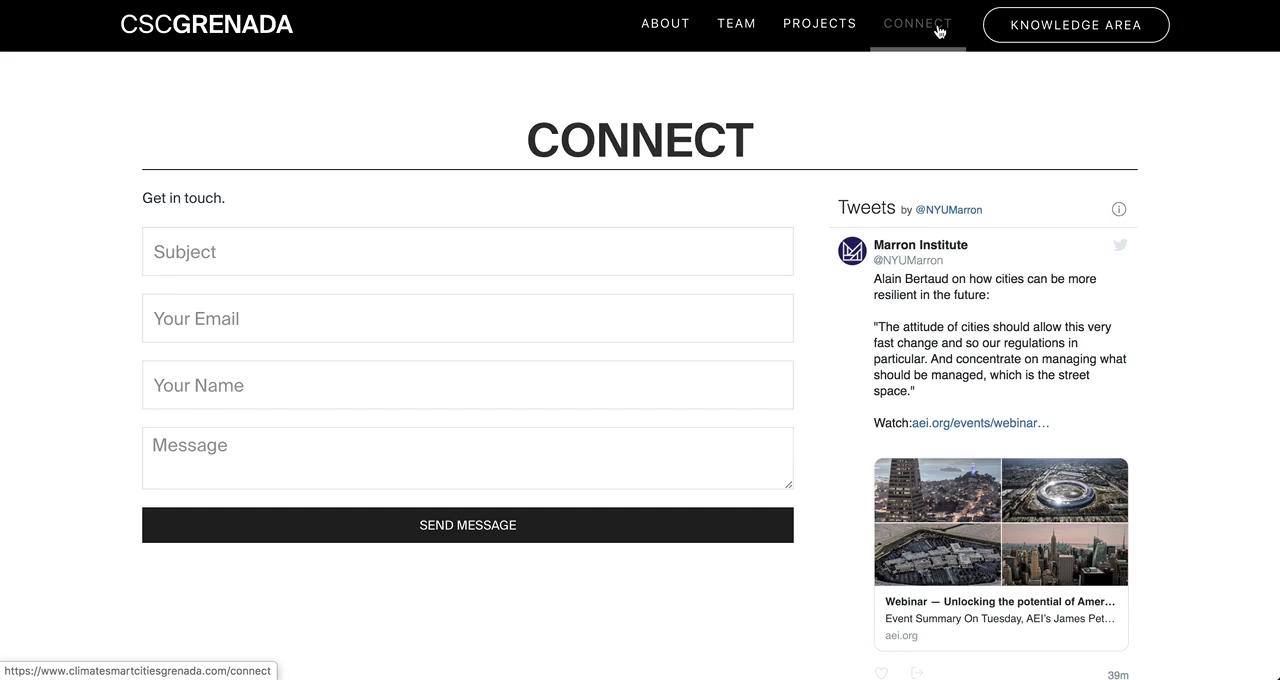 CSCGRENADA
ABOUT TEAM PROJECTS CONNECT KNOWLEDGE AREA
CONNECT
Get in touch.
Subject
Your Email
Your Name
Message
SEND MESSAGE
Tweets by @NYUMarron
Marron Institute
@NYUMarron
Alain Bertaud on how cities can be more
resilient in the future:
"The attitude of cities should allow this very
fast change and so our regulations in
particular. And concentrate on managing what
should be managed, which is the street
space."
Watch:aei.org/events/webinar…
Webinar — Unlocking the potential of Amer…
Event Summary On Tuesday, AEI's James Pet…
aei.org
39m
https://www.climatesmartcitiesgrenada.com/connect